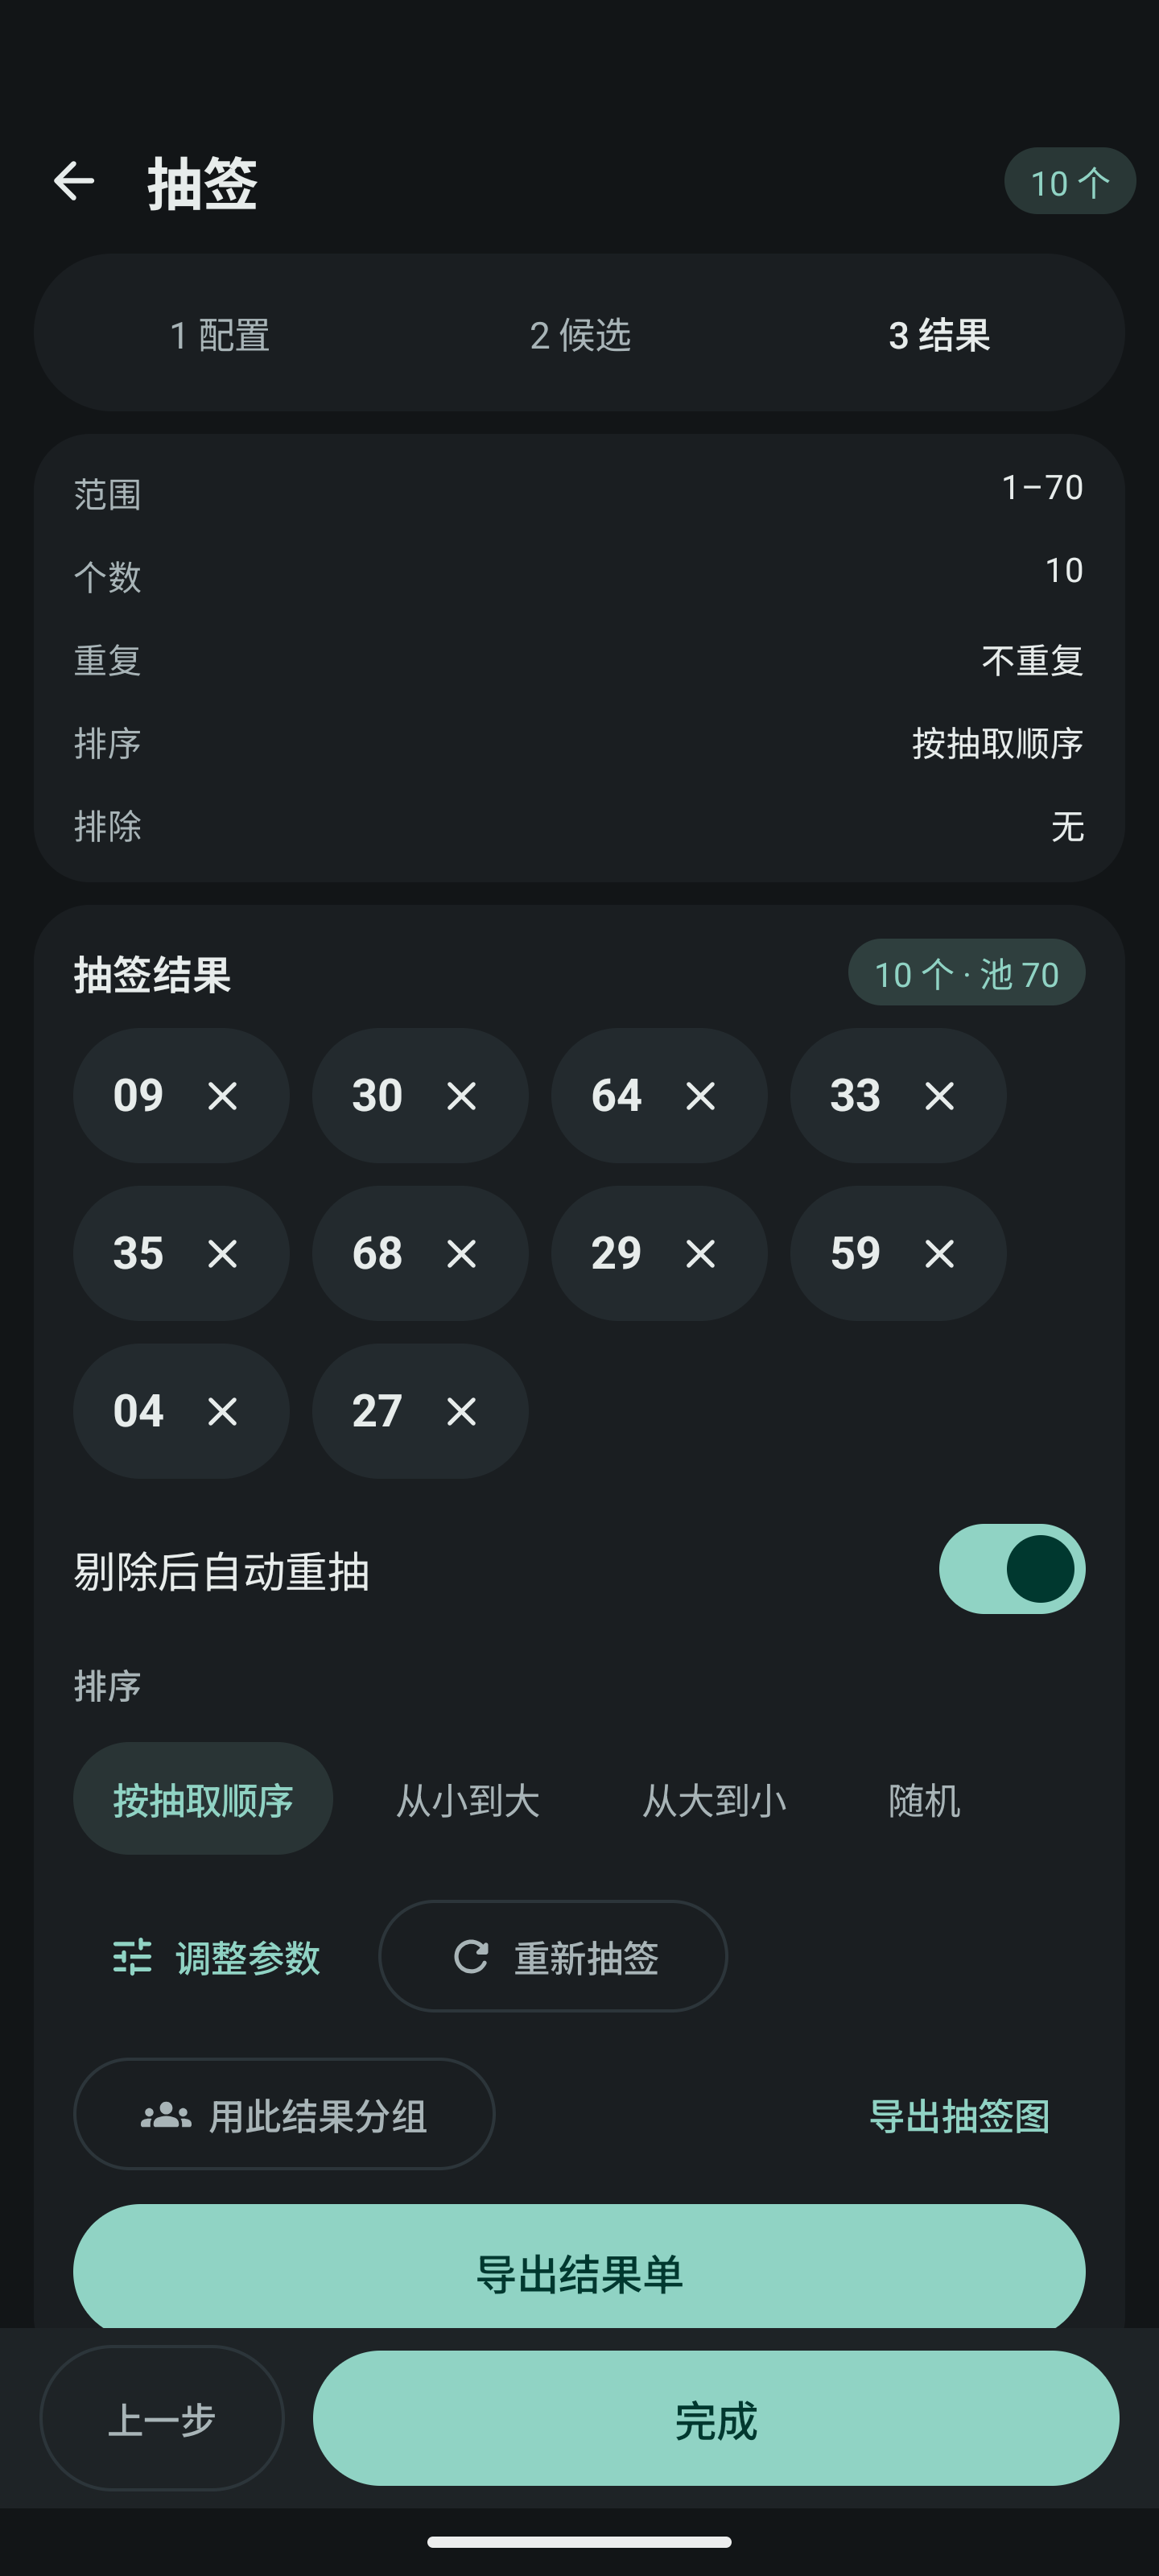 抽签
10 个
1 配置 2 候选 3 结果
范围 1–70
个数 10
重复 不重复
排序 按抽取顺序
排除 无
抽签结果 10 个 · 池 70
09 30 64 33
35 68 29 59
04 27
剔除后自动重抽
排序
按抽取顺序 从小到大 从大到小 随机
调整参数 重新抽签
用此结果分组 导出抽签图
导出结果单
上一步 完成